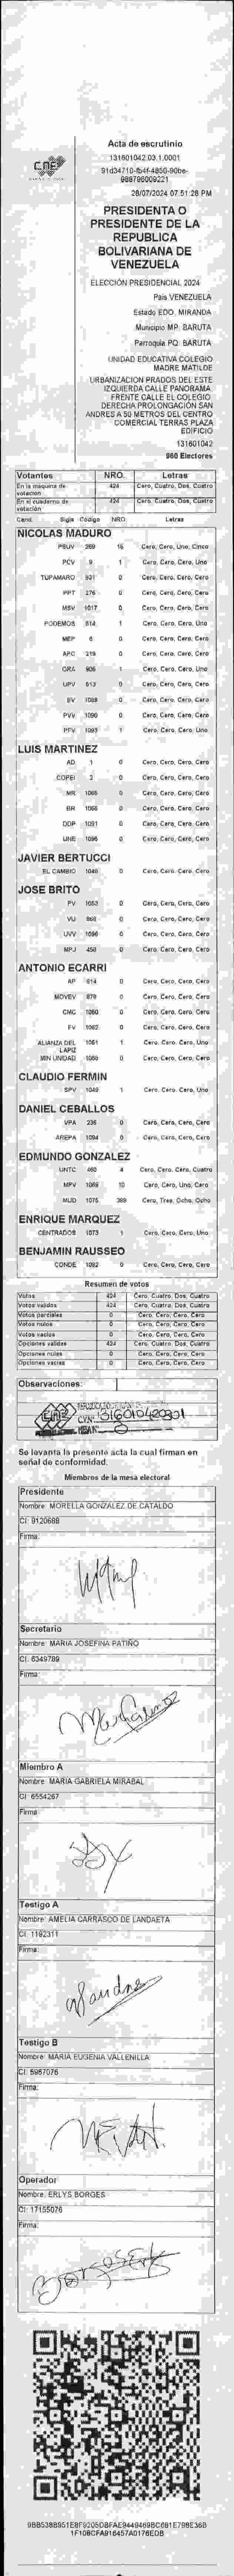 Acta de escrutinio
131601042.03.1.0001
28/07/2024 07:51:28 PM
PRESIDENTA O
PRESIDENTE DE LA
REPUBLICA
BOLIVARIANA DE
VENEZUELA
ELECCIÓN PRESIDENCIAL 2024
País VENEZUELA
Estado EDO. MIRANDA
Municipio MP. BARUTA
Parroquia PQ. BARUTA
UNIDAD EDUCATIVA COLEGIO
MADRE MATILDE
URBANIZACION PRADOS DEL ESTE
IZQUIERDA CALLE PANORAMA.
FRENTE CALLE EL COLEGIO.
DERECHA PROLONGACIÓN SAN
ANDRES A 50 METROS DEL CENTRO
COMERCIAL TERRAS PLAZA
EDIFICIO
131601042
960 Electores
CNE
Votantes NRO. Letras
En la maquina de votación 424 Cero, Cuatro, Dos, Cuatro
En el cuaderno de votación 424 Cero, Cuatro, Dos, Cuatro
Cand. Sigla Código NRO. Letras
NICOLAS MADURO
PSUV 269 15 Cero, Cero, Uno, Cinco
PCV 9 1 Cero, Cero, Cero, Uno
TUPAMARO 931 0 Cero, Cero, Cero, Cero
PPT 276 0 Cero, Cero, Cero, Cero
MSV 1017 0 Cero, Cero, Cero, Cero
PODEMOS 814 1 Cero, Cero, Cero, Uno
MEP 6 0 Cero, Cero, Cero, Cero
APC 219 0 Cero, Cero, Cero, Cero
ORA 906 1 Cero, Cero, Cero, Uno
UPV 613 0 Cero, Cero, Cero, Cero
EV 1088 0 Cero, Cero, Cero, Cero
PVV 1090 0 Cero, Cero, Cero, Cero
PFV 1093 1 Cero, Cero, Cero, Uno
LUIS MARTINEZ
AD 1 0 Cero, Cero, Cero, Cero
COPEI 2 0 Cero, Cero, Cero, Cero
MR 1065 0 Cero, Cero, Cero, Cero
BR 1056 0 Cero, Cero, Cero, Cero
DDP 1091 0 Cero, Cero, Cero, Cero
UNE 1096 0 Cero, Cero, Cero, Cero
JAVIER BERTUCCI
EL CAMBIO 1048 0 Cero, Cero, Cero, Cero
JOSE BRITO
PV 1053 0 Cero, Cero, Cero, Cero
VU 868 0 Cero, Cero, Cero, Cero
UVV 1096 0 Cero, Cero, Cero, Cero
MPJ 458 0 Cero, Cero, Cero, Cero
ANTONIO ECARRI
AP 914 0 Cero, Cero, Cero, Cero
MOVEV 879 0 Cero, Cero, Cero, Cero
CMC 1060 0 Cero, Cero, Cero, Cero
FV 1062 0 Cero, Cero, Cero, Cero
ALIANZA DEL LAPIZ 1051 1 Cero, Cero, Cero, Uno
MIN UNIDAD 1088 0 Cero, Cero, Cero, Cero
CLAUDIO FERMIN
SPV 1049 1 Cero, Cero, Cero, Uno
DANIEL CEBALLOS
VPA 235 0 Cero, Cero, Cero, Cero
AREPA 1094 0 Cero, Cero, Cero, Cero
EDMUNDO GONZALEZ
UNTC 460 4 Cero, Cero, Cero, Cuatro
MPV 1089 10 Cero, Cero, Uno, Cero
MUD 1075 388 Cero, Tres, Ocho, Ocho
ENRIQUE MARQUEZ
CENTRADOS 1073 1 Cero, Cero, Cero, Uno
BENJAMIN RAUSSEO
CONDE 1082 0 Cero, Cero, Cero, Cero
Resumen de votos
Votos 424 Cero, Cuatro, Dos, Cuatro
Votos validos 424 Cero, Cuatro, Dos, Cuatro
Votos parciales 0 Cero, Cero, Cero, Cero
Votos nulos 0 Cero, Cero, Cero, Cero
Votos vacios 0 Cero, Cero, Cero, Cero
Opciones validas 424 Cero, Cuatro, Dos, Cuatro
Opciones nulas 0 Cero, Cero, Cero, Cero
Opciones vacias 0 Cero, Cero, Cero, Cero
Observaciones:
CNE
Se levanta la presente acta la cual firman en
señal de conformidad.
Miembros de la mesa electoral
Presidente
Nombre: MORELLA GONZALEZ DE CATALDO
CI: 9120688
Firma:
Secretario
Nombre: MARIA JOSEFINA PATIÑO
CI: 6349789
Firma:
Miembro A
Nombre: MARIA GABRIELA MIRABAL
CI: 6554267
Firma:
Testigo A
Nombre: AMELIA CARRASCO DE LANDAETA
CI: 1192311
Firma:
Testigo B
Nombre: MARIA EUGENIA VALLENILLA
CI: 5967076
Firma:
Operador
Nombre: ERLYS BORGES
CI: 17155076
Firma: